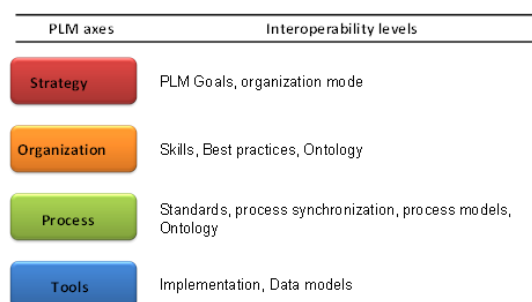 PLM axes Interoperability levels
Strategy PLM Goals, organization mode
Organization Skills, Best practices, Ontology
Process Standards, process synchronization, process models,
Ontology
Tools Implementation, Data models